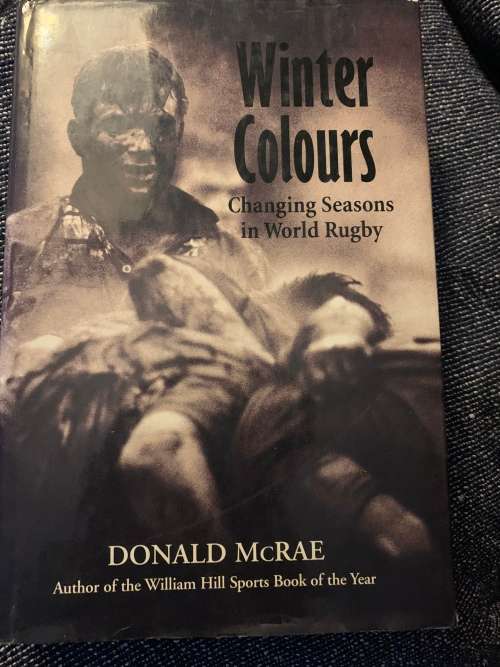 Winter
Colours
Changing Seasons
in World Rugby
DONALD McRAE
Author of the William Hill Sports Book of the Year